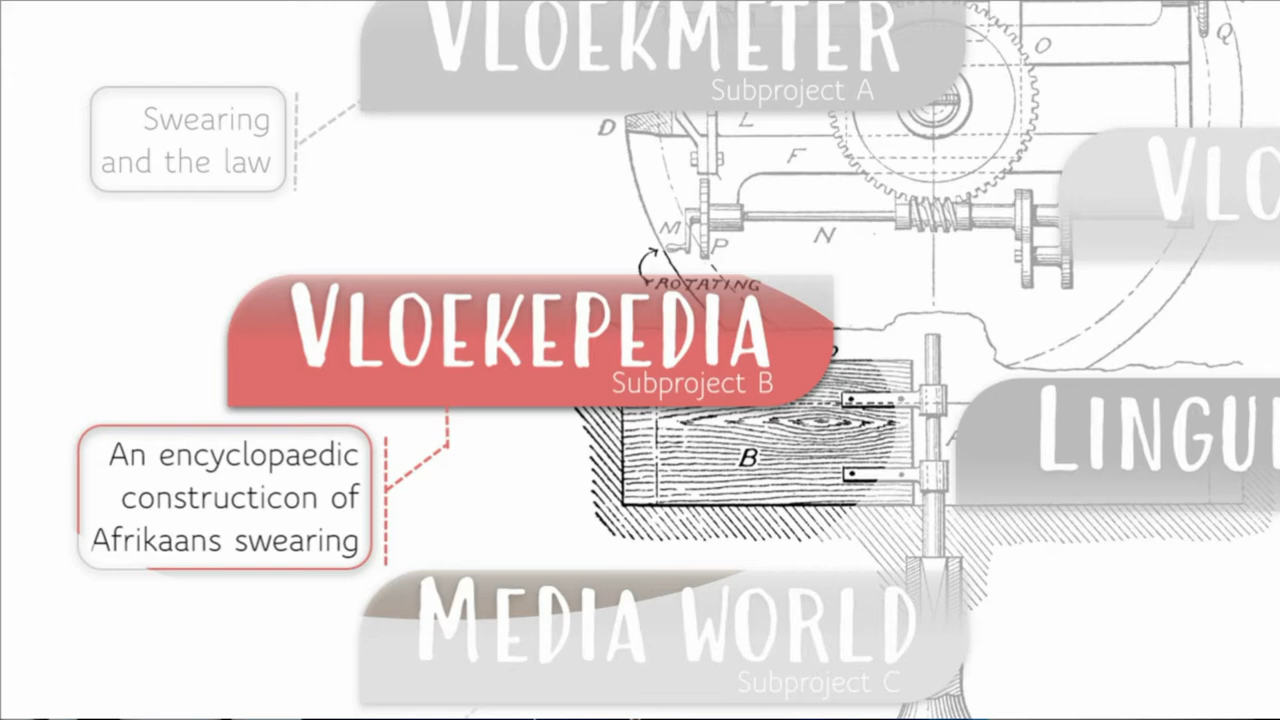 VLOEKMETER
Subproject A
Swearing
and the law
D
L
F
O
Q
M
P
N
ROTATING
VLOEKEPEDIA
Subproject B
B
An encyclopaedic
constructicon of
Afrikaans swearing
MEDIA WORLD
Subproject C